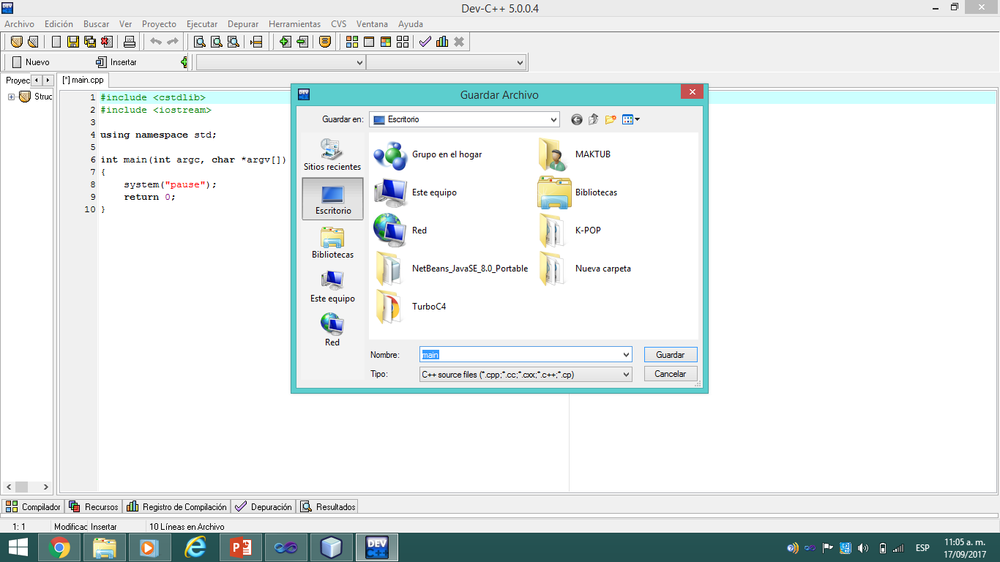 Dev-C++ 5.0.0.4
Archivo Edición Buscar Ver Proyecto Ejecutar Depurar Herramientas CVS Ventana Ayuda
Nuevo Insertar
Proyec [*] main.cpp
Struc
1 #include <cstdlib>
2 #include <iostream>
3
4 using namespace std;
5
6 int main(int argc, char *argv[])
7 {
8 system("pause");
9 return 0;
10 }
Guardar Archivo
Guardar en: Escritorio
Sitios recientes
Escritorio
Bibliotecas
Este equipo
Red
Grupo en el hogar MAKTUB
Este equipo Bibliotecas
Red K-POP
NetBeans_JavaSE_8.0_Portable Nueva carpeta
TurboC4
Nombre: main Guardar
Tipo: C++ source files (*.cpp;*.cc;*.cxx;*.c++;*.cp) Cancelar
Compilador Recursos Registro de Compilación Depuración Resultados
1: 1 Modificac Insertar 10 Líneas en Archivo
DEV C++
ESP 11:05 a. m.
17/09/2017